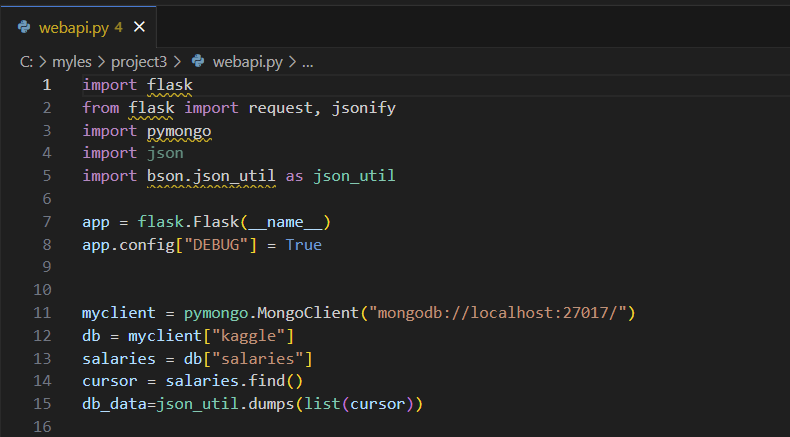 webapi.py 4 ×
C: > myles > project3 > webapi.py > ...
1 import flask
2 from flask import request, jsonify
3 import pymongo
4 import json
5 import bson.json_util as json_util
6
7 app = flask.Flask(__name__)
8 app.config["DEBUG"] = True
9
10
11 myclient = pymongo.MongoClient("mongodb://localhost:27017/")
12 db = myclient["kaggle"]
13 salaries = db["salaries"]
14 cursor = salaries.find()
15 db_data=json_util.dumps(list(cursor))
16